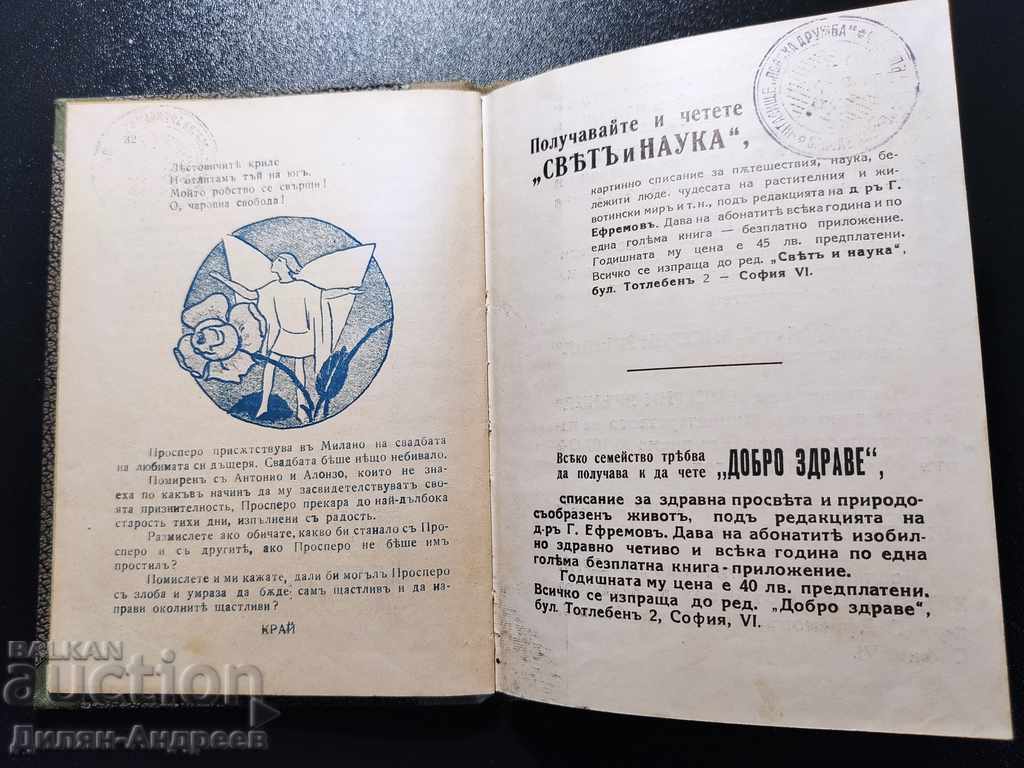 32
Лѣстовичитѣ криле
И отлитамъ тъй на югъ.
Мойто робство се свърши!
О, чаровна свобода!
Просперо присѫтствува въ Милано на свадбата
на любимата си дъщеря. Свадбата бѣше нѣщо небивало.
Помиренъ съ Антонио и Алонзо, които не зна-
еха по какъвъ начинъ да му засвидетелствуватъ своя-
ята признателность, Просперо прекара до най-дълбока
старость тихи дни, изпълнени съ радость.
Размислете ако обичате, какво би станало съ Про-
сперо и съ другитѣ, ако Просперо не бѣше имъ
простилъ?
Помислете и ми кажате, дали би могълъ Просперо
съ злоба и умраза да бѫде самъ щастливъ и да на-
прави околнитѣ щастливи?
КРАЙ
Получавайте и четете
„СВѢТЪ и НАУКА“,
картинно списание за пѫтешествия, наука, бе-
лежити люде. чудесата на растителния и жи-
вотински миръ и т.н., подъ редакцията на д-ръ Г.
Ефремовъ. Дава на абонатитѣ всѣка година и по
една голѣма книга — безплатно приложение.
Годишната му цена е 45 лв. предплатени.
Всичко се изпраща до ред. „Свѣтъ и наука“,
бул. Тотлебенъ 2 — София VI.
Всѣко семейство трѣбва
да получава и да чете „ДОБРО ЗДРАВЕ“,
списание за здравна просвѣта и природо-
съобразенъ животъ, подъ редакцията на
д-ръ Г. Ефремовъ. Дава на абонатитѣ изобил-
но здравно четиво и всѣка година по една
голѣма безплатна книга-приложение.
Годишната му цена е 40 лв. предплатени.
Всичко се изпраща до ред. „Добро здраве“,
бул. Тотлебенъ 2, София, VI.
BALKAN
auction
Дилян-Андреев